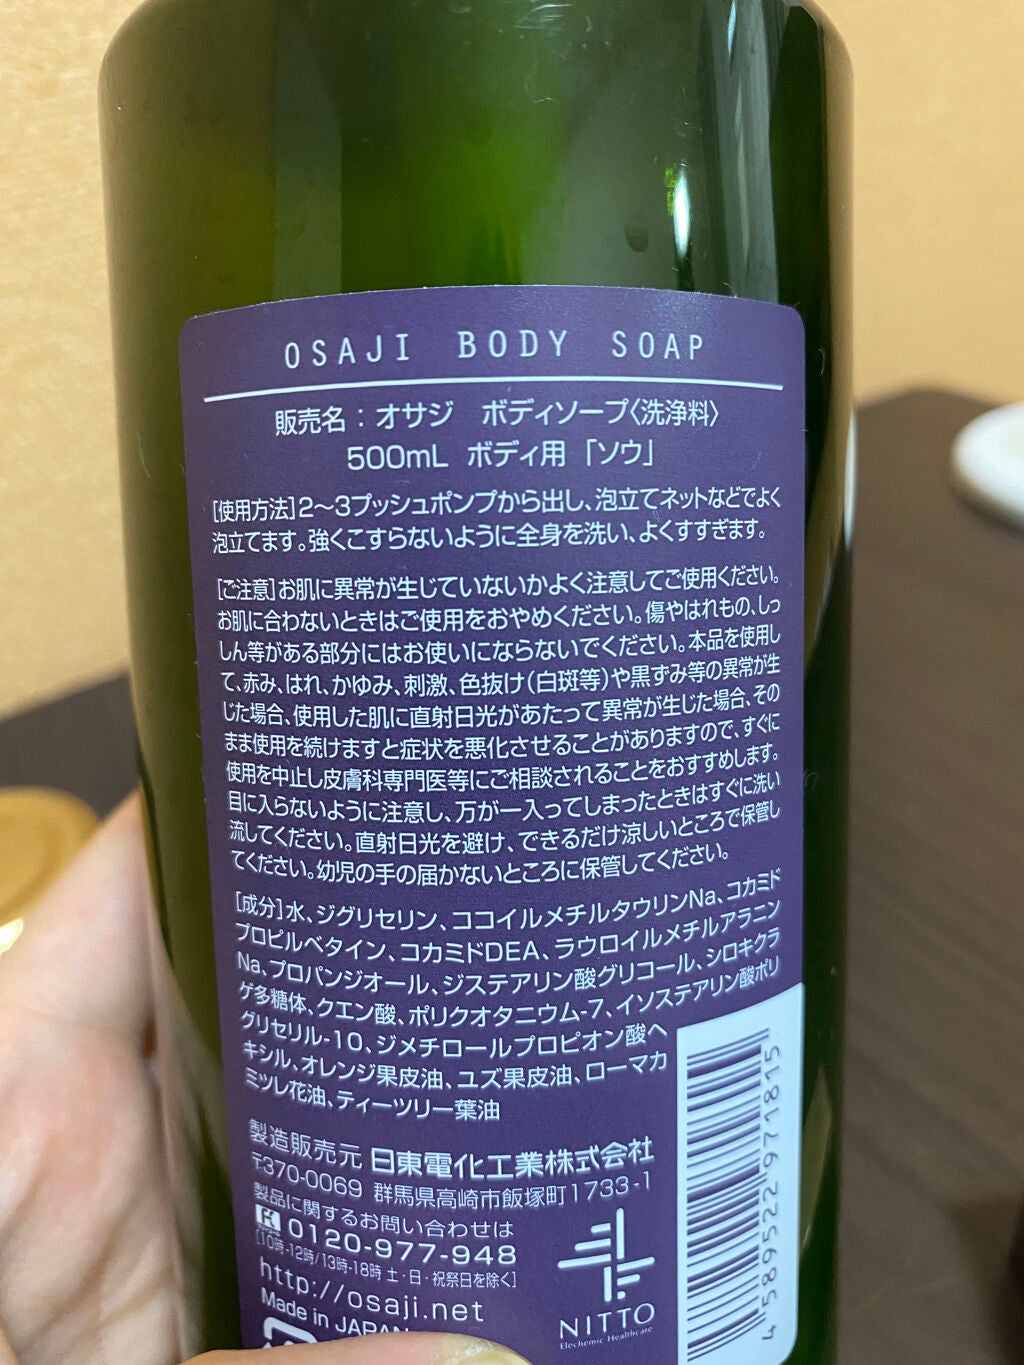 OSAJI BODY SOAP
販売名：オサジ ボディソープ〈洗浄料〉
500mL ボディ用「ソウ」
[使用方法]2〜3プッシュポンプから出し、泡立てネットなどでよく
泡立てます。強くこすらないように全身を洗い、よくすすぎます。
[ご注意]お肌に異常が生じていないかよく注意してご使用ください。
お肌に合わないときはご使用をおやめください。傷やはれもの、しっ
しん等がある部分にはお使いにならないでください。本品を使用し
て、赤み、はれ、かゆみ、刺激、色抜け（白斑等）や黒ずみ等の異常が生
じた場合、使用した肌に直射日光があたって異常が生じた場合、その
まま使用を続けますと症状を悪化させることがありますので、すぐに
使用を中止し皮膚科専門医等にご相談されることをおすすめします。
目に入らないように注意し、万が一入ってしまったときはすぐに洗い
流してください。直射日光を避け、できるだけ涼しいところで保管し
てください。幼児の手の届かないところに保管してください。
[成分]水、ジグリセリン、ココイルメチルタウリンNa、コカミド
プロピルベタイン、コカミドDEA、ラウロイルメチルアラニン
Na、プロパンジオール、ジステアリン酸グリコール、シロキクラ
ゲ多糖体、クエン酸、ポリクオタニウム-7、イソステアリン酸ポリ
グリセリル-10、ジメチロールプロピオン酸ヘ
キシル、オレンジ果皮油、ユズ果皮油、ローマカ
ミツレ花油、ティーツリー葉油
製造販売元 日東電化工業株式会社
〒370-0069 群馬県高崎市飯塚町1733-1
製品に関するお問い合わせは
0120-977-948
[10時-12時/13時-18時 土・日・祝祭日を除く]
http://osaji.net
Made in JAPAN
NITTO
Elechemic Healthcare
4 589522 971815